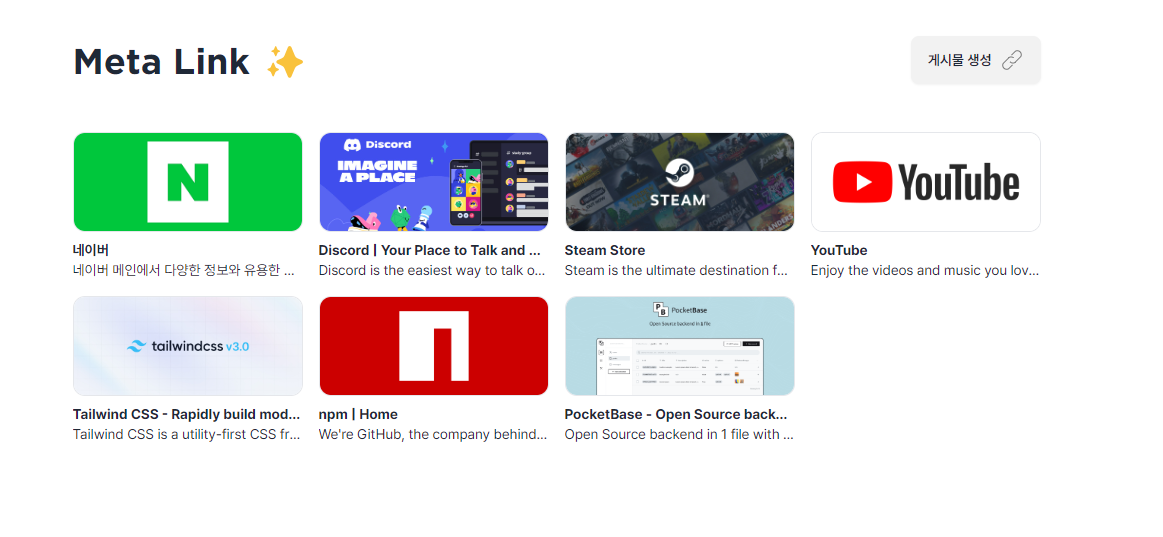 Meta Link ✨
게시물 생성
N
Discord
IMAGINE
A PLACE
STEAM
YouTube
네이버
Discord | Your Place to Talk and ...
Steam Store
YouTube
네이버 메인에서 다양한 정보와 유용한 ...
Discord is the easiest way to talk o...
Steam is the ultimate destination f...
Enjoy the videos and music you lov...
tailwindcss v3.0
n
PB PocketBase
Open Source backend in 1 file
Tailwind CSS - Rapidly build mod...
npm | Home
PocketBase - Open Source back...
Tailwind CSS is a utility-first CSS fr...
We're GitHub, the company behind...
Open Source backend in 1 file with ...